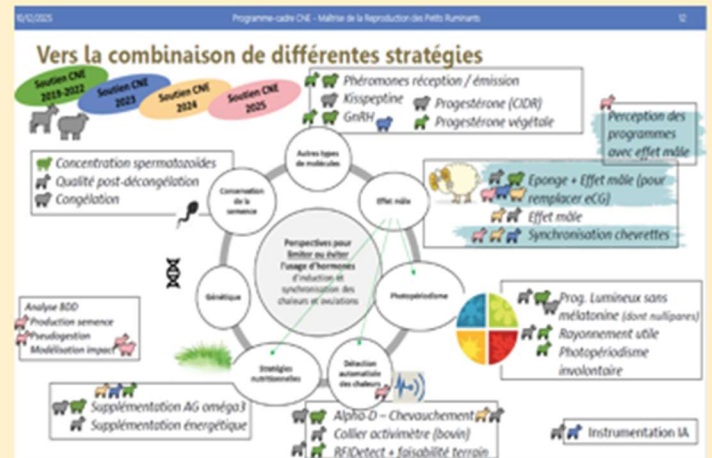 10/12/2025
Programme-cadre CNE - Maîtrise de la Reproduction des Petits Ruminants
12
Vers la combinaison de différentes stratégies
Soutien CNE
2019-2022
Soutien CNE
2023
Soutien CNE
2024
Soutien CNE
2025
Phéromones réception / émission
Kisspeptine
Progestérone (CIDR)
GnRH
Progestérone végétale
Perception des
programmes
avec effet mâle
Concentration spermatozoïdes
Qualité post-décongélation
Congélation
Autres types
de molécules
Conservation
de la
semence
Effet mâle
Eponge + Effet mâle (pour
remplacer eCG)
Effet mâle
Synchronisation chevrettes
Perspectives pour
limiter ou éviter
l'usage d'hormones
d'induction et
synchronisation des
chaleurs et ovulations
Génétique
Photopériodisme
Analyse BDD
Production semence
Pseudogestion
Modélisation impact
Prog. Lumineux sans
mélatonine (dont nullipares)
Rayonnement utile
Photopériodisme
involontaire
Stratégies
nutritionnelles
Détection
automatisée
des chaleurs
Supplémentation AG oméga3
Supplémentation énergétique
Alpha-D – Chevauchement
Collier activimètre (bovin)
RFIDetect + faisabilité terrain
Instrumentation IA